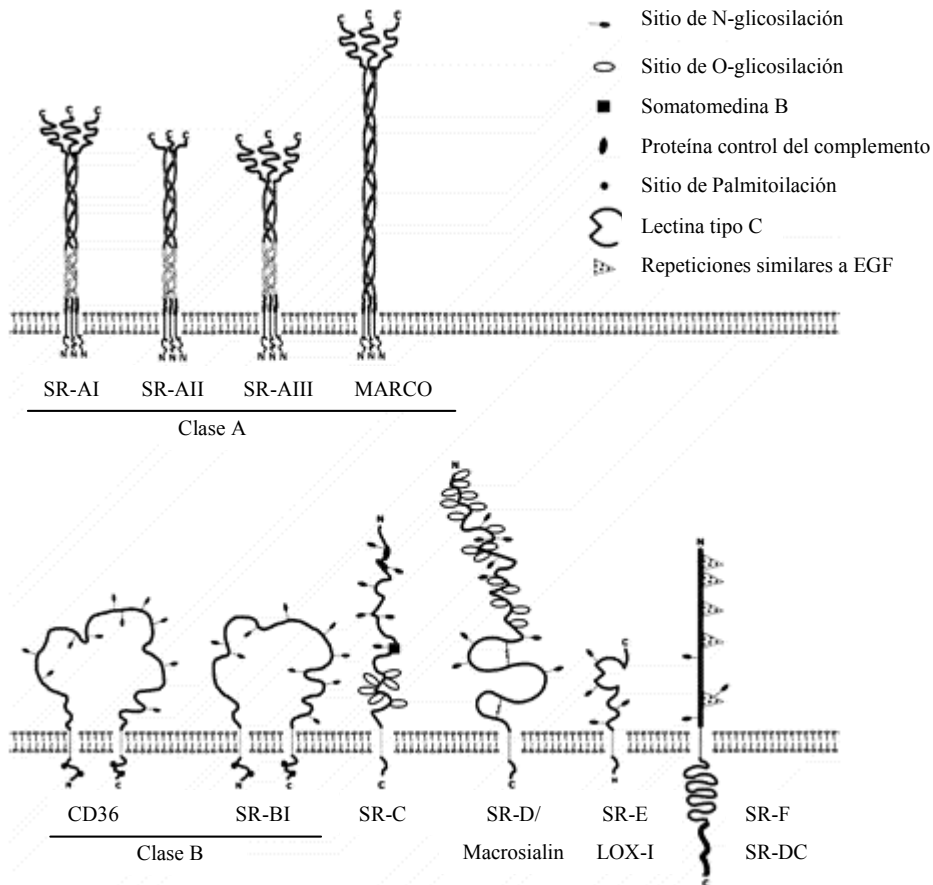 C C C
C C C
C C C
C C C
N N N
N N N
N N N
N N N
SR-AI SR-AII SR-AIII MARCO
Clase A
Sitio de N-glicosilación
Sitio de O-glicosilación
Somatomedina B
Proteína control del complemento
Sitio de Palmitoilación
Lectina tipo C
Repeticiones similares a EGF
N
N
N
C
N C
N C
C
C
N
C
CD36 SR-BI SR-C SR-D/ SR-E SR-F
Macrosialin LOX-I SR-DC
Clase B